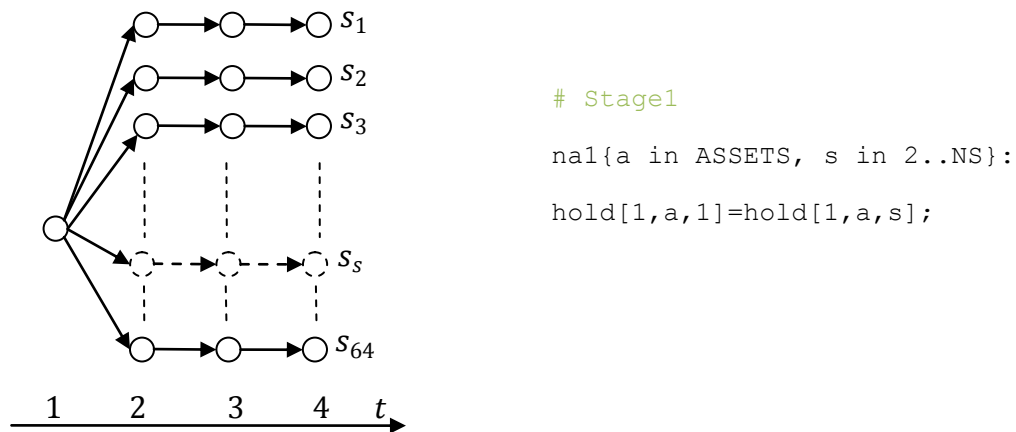 s₁
s₂
s₃
sₛ
s₆₄
1 2 3 4 t
# Stage1
na1{a in ASSETS, s in 2..NS}:
hold[1,a,1]=hold[1,a,s];